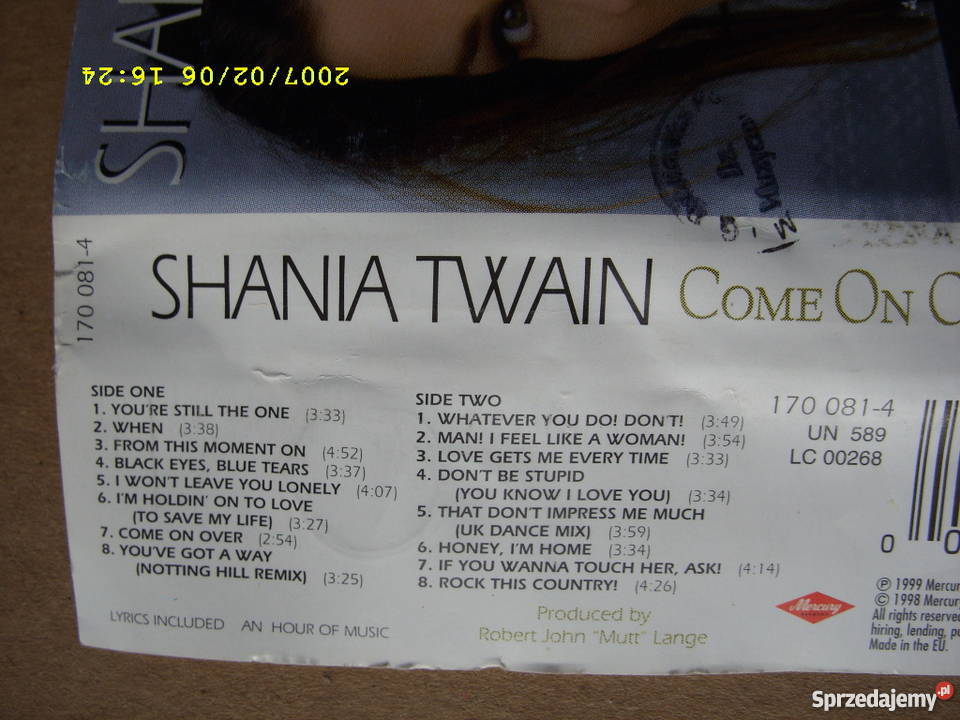 2007/02/06 16:24
SHA
170 081-4
SHANIA TWAIN COME ON
SIDE ONE
1. YOU'RE STILL THE ONE (3:33)
2. WHEN (3:38)
3. FROM THIS MOMENT ON (4:52)
4. BLACK EYES, BLUE TEARS (3:37)
5. I WON'T LEAVE YOU LONELY (4:07)
6. I'M HOLDIN' ON TO LOVE
(TO SAVE MY LIFE) (3:27)
7. COME ON OVER (2:54)
8. YOU'VE GOT A WAY
(NOTTING HILL REMIX) (3:25)
LYRICS INCLUDED AN HOUR OF MUSIC
SIDE TWO
1. WHATEVER YOU DO! DON'T! (3:49)
2. MAN! I FEEL LIKE A WOMAN! (3:54)
3. LOVE GETS ME EVERY TIME (3:33)
4. DON'T BE STUPID
(YOU KNOW I LOVE YOU) (3:34)
5. THAT DON'T IMPRESS ME MUCH
(UK DANCE MIX) (3:59)
6. HONEY, I'M HOME (3:34)
7. IF YOU WANNA TOUCH HER, ASK! (4:14)
8. ROCK THIS COUNTRY! (4:26)
Produced by
Robert John "Mutt" Lange
170 081-4
UN 589
LC 00268
0
Mercury
℗ 1999 Mercur
© 1998 Mercury
All rights reserved
hiring, lending,
Made in the EU.
Sprzedajemy.pl